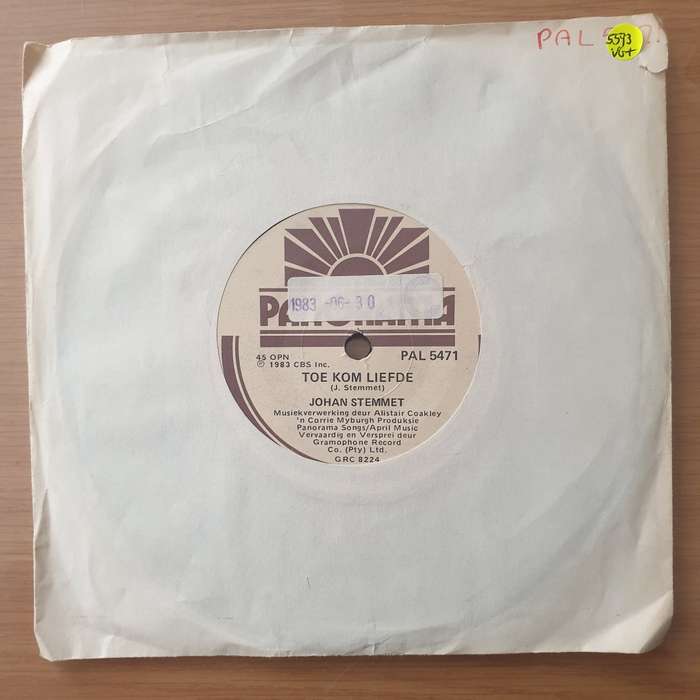 PAL 5
5593
VG+
PANORAMA
1983 -06- 30
45 OPN
PAL 5471
℗ 1983 CBS Inc.
TOE KOM LIEFDE
(J. Stemmet)
JOHAN STEMMET
Musiekverwerking deur Alistair Coakley
'n Corrie Myburgh Produksie
Panorama Songs/April Music
Vervaardig en Versprei deur
Gramophone Record
Co. (Pty) Ltd.
GRC 8224